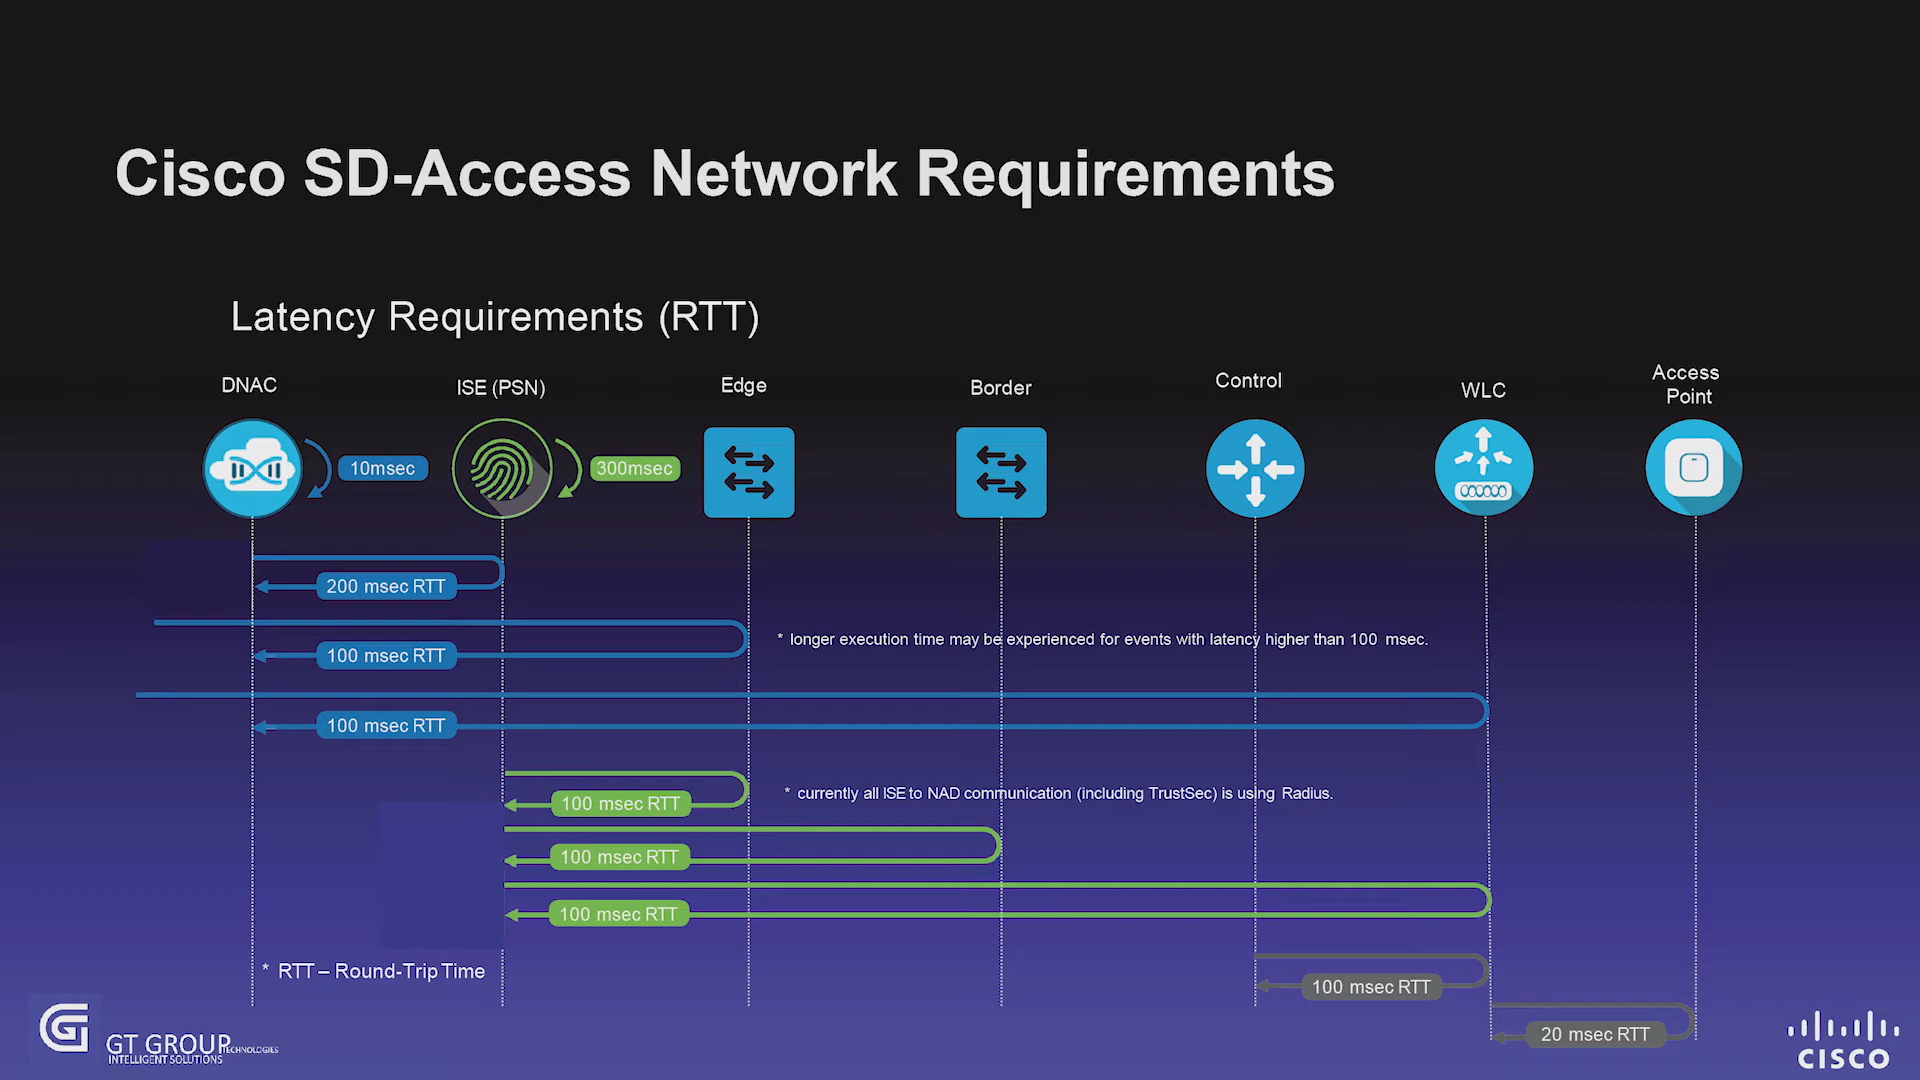 Cisco SD-Access Network Requirements
Latency Requirements (RTT)
DNAC
ISE (PSN)
Edge
Border
Control
WLC
Access
Point
10msec
300msec
200 msec RTT
* longer execution time may be experienced for events with latency higher than 100 msec.
100 msec RTT
100 msec RTT
* currently all ISE to NAD communication (including TrustSec) is using Radius.
100 msec RTT
100 msec RTT
100 msec RTT
* RTT – Round-Trip Time
100 msec RTT
20 msec RTT
GT GROUP TECHNOLOGIES
INTELLIGENT SOLUTIONS
CISCO